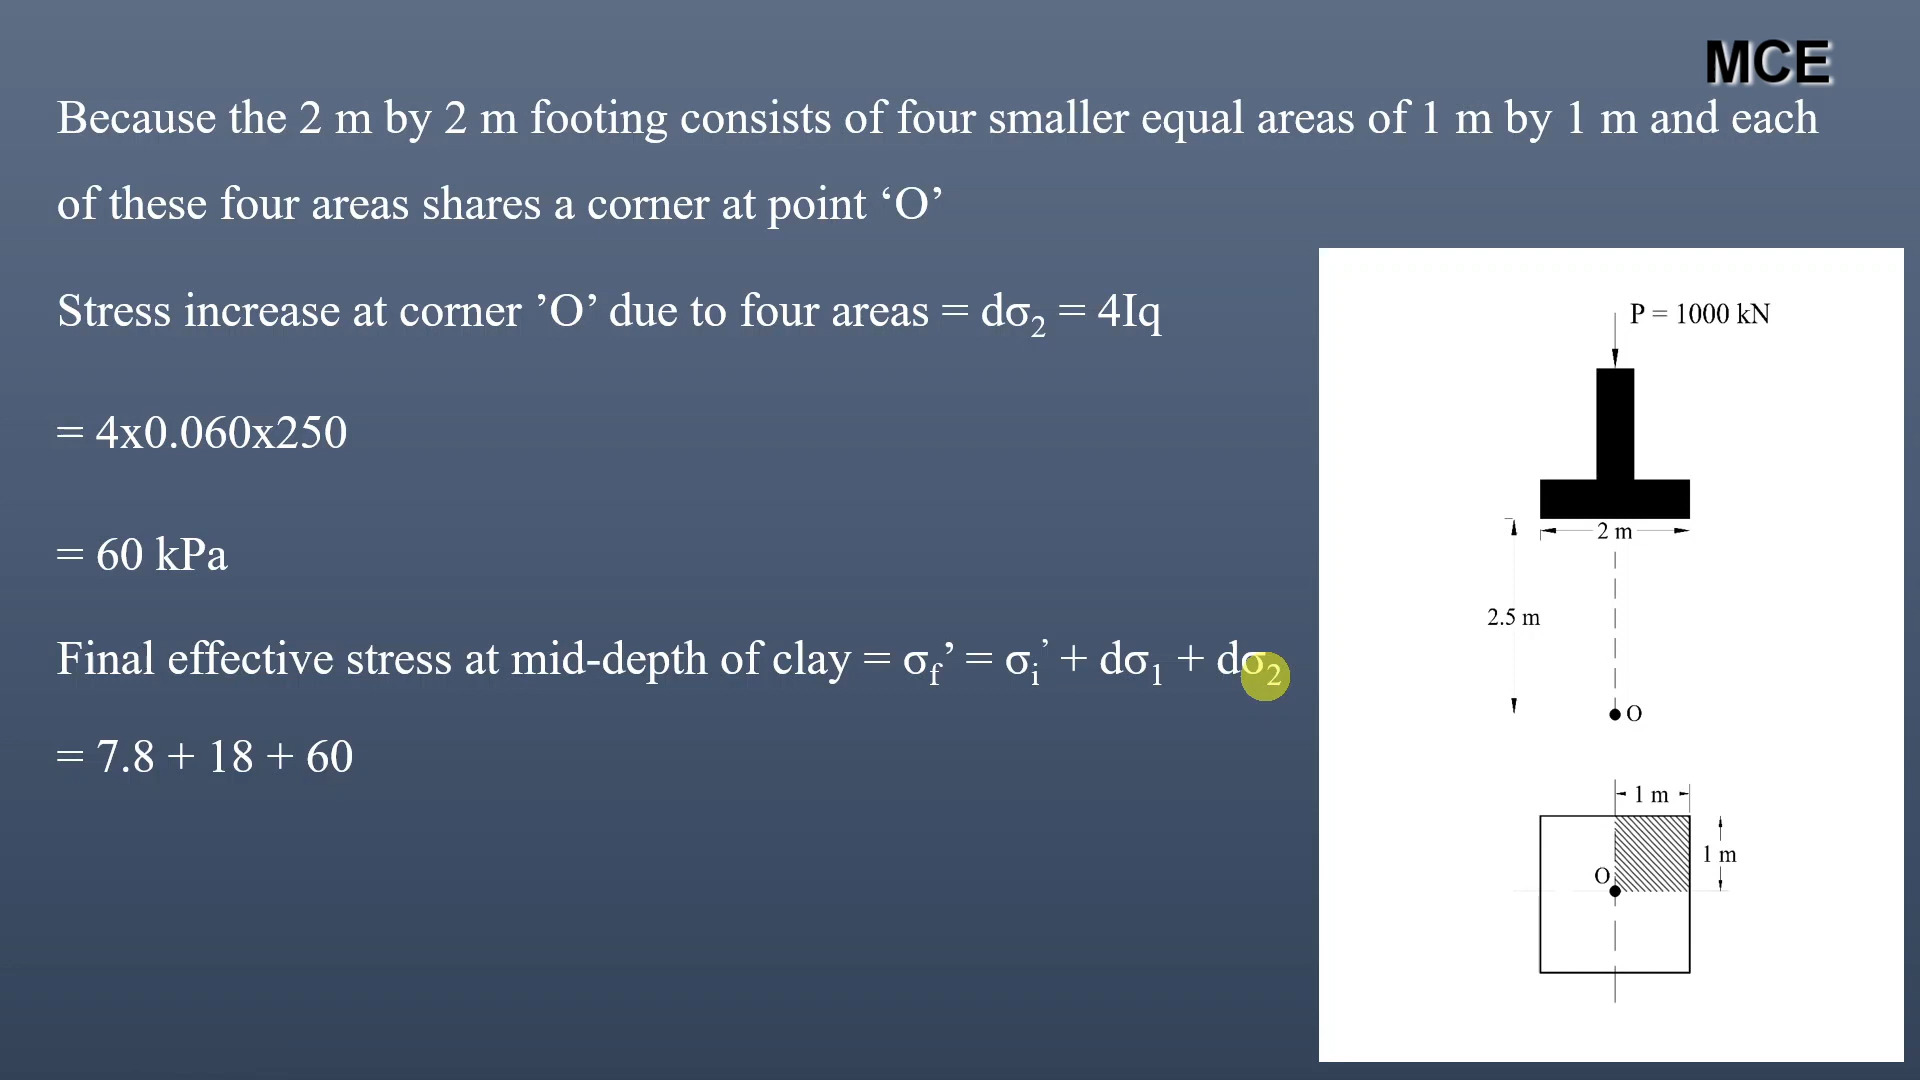 MCE
Because the 2 m by 2 m footing consists of four smaller equal areas of 1 m by 1 m and each
of these four areas shares a corner at point ‘O’
Stress increase at corner ’O’ due to four areas = dσ₂ = 4Iq
= 4x0.060x250
= 60 kPa
Final effective stress at mid-depth of clay = σf’ = σi’ + dσ₁ + dσ₂
= 7.8 + 18 + 60
P = 1000 kN
2 m
2.5 m
O
1 m
1 m
O